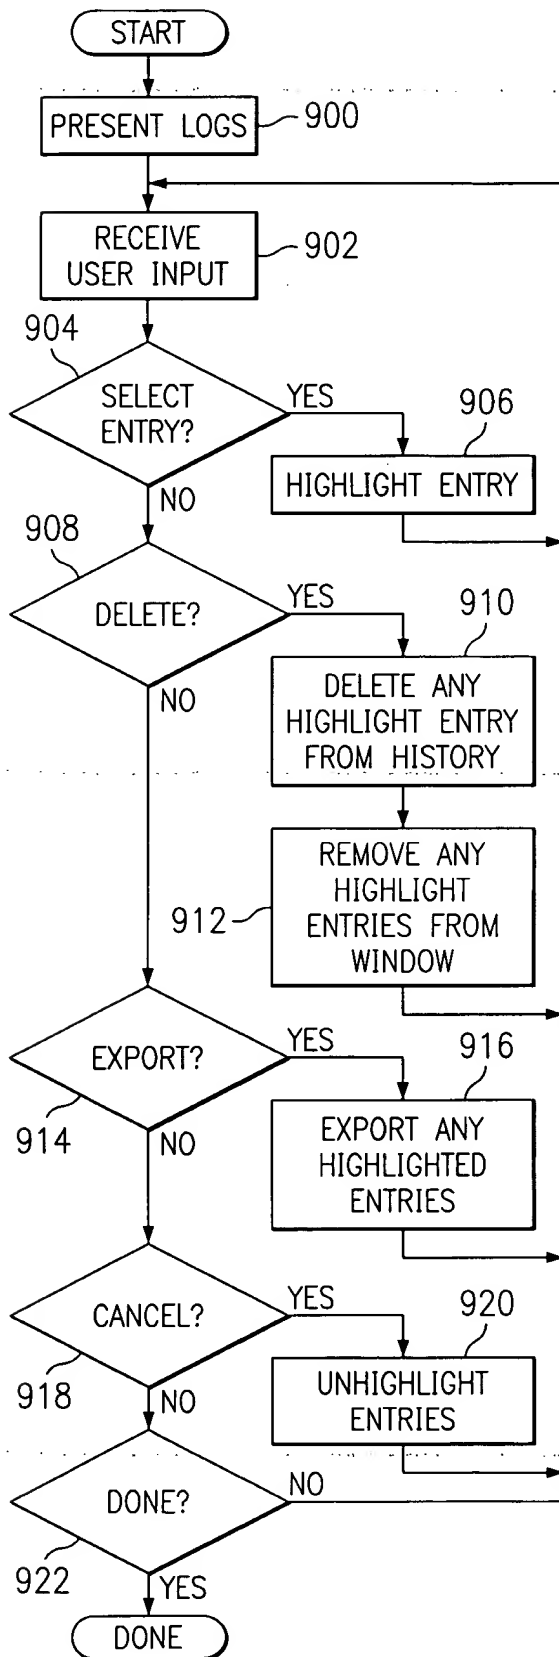 START
PRESENT LOGS
900
RECEIVE
USER INPUT
902
904
SELECT
ENTRY?
YES
NO
906
HIGHLIGHT ENTRY
908
DELETE?
YES
NO
910
DELETE ANY
HIGHLIGHT ENTRY
FROM HISTORY
912
REMOVE ANY
HIGHLIGHT
ENTRIES FROM
WINDOW
EXPORT?
914
YES
NO
916
EXPORT ANY
HIGHLIGHTED
ENTRIES
CANCEL?
918
YES
NO
920
UNHIGHLIGHT
ENTRIES
DONE?
922
NO
YES
DONE